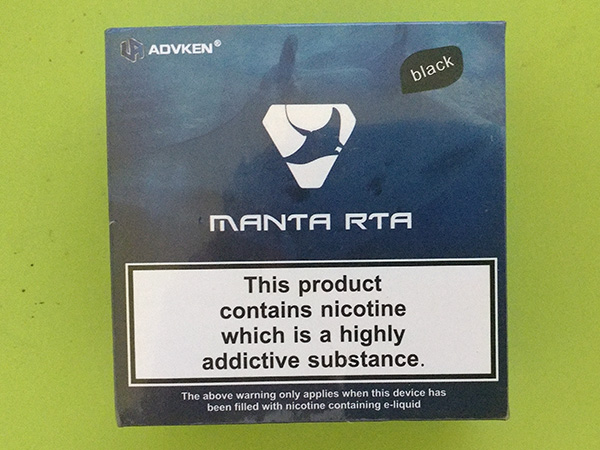 ADVKEN®
black
MANTA RTA
This product
contains nicotine
which is a highly
addictive substance.
The above warning only applies when this device has
been filled with nicotine containing e-liquid